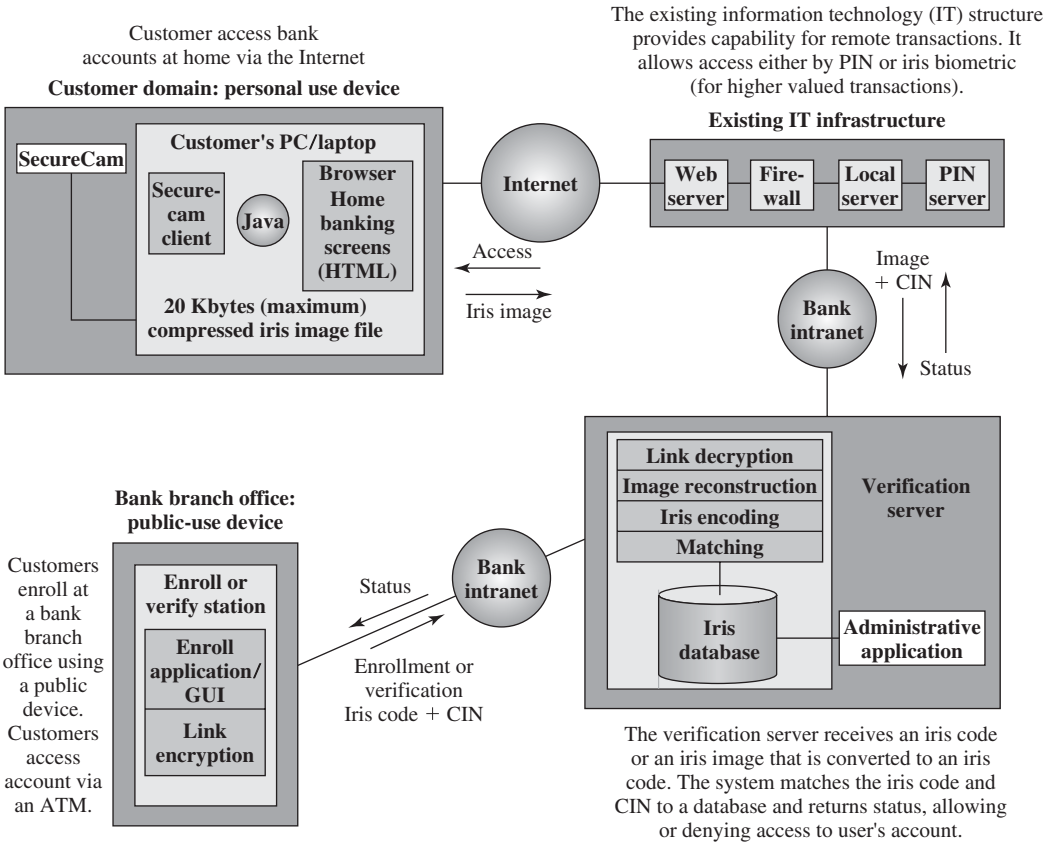 Customer access bank
accounts at home via the Internet
Customer domain: personal use device
SecureCam
Customer's PC/laptop
Secure-
cam
client
Java
Browser
Home
banking
screens
(HTML)
20 Kbytes (maximum)
compressed iris image file
Internet
Access
Iris image
The existing information technology (IT) structure
provides capability for remote transactions. It
allows access either by PIN or iris biometric
(for higher valued transactions).
Existing IT infrastructure
Web
server
Fire-
wall
Local
server
PIN
server
Bank
intranet
Image
+ CIN
Status
Link decryption
Image reconstruction
Iris encoding
Matching
Iris
database
Verification
server
Administrative
application
The verification server receives an iris code
or an iris image that is converted to an iris
code. The system matches the iris code and
CIN to a database and returns status, allowing
or denying access to user's account.
Bank branch office:
public-use device
Customers
enroll at
a bank
branch
office using
a public
device.
Customers
access
account via
an ATM.
Enroll or
verify station
Enroll
application/
GUI
Link
encryption
Status
Enrollment or
verification
Iris code + CIN
Bank
intranet